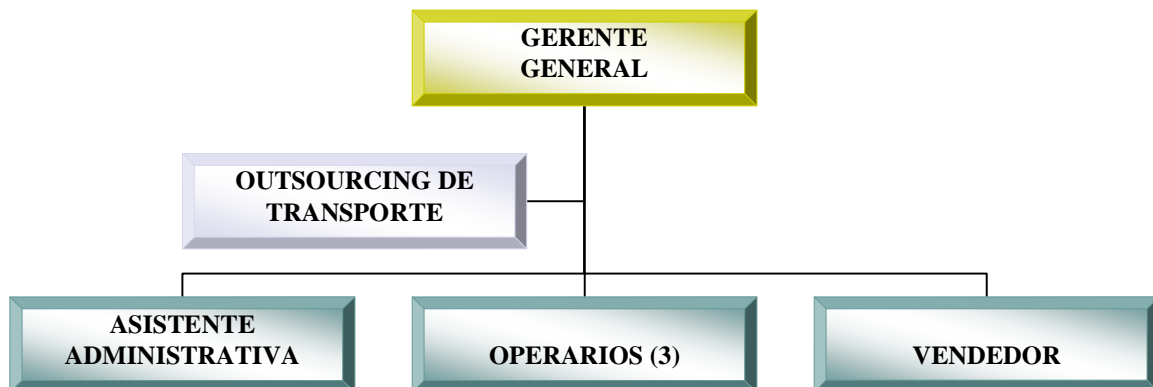 GERENTE
GENERAL
OUTSOURCING DE
TRANSPORTE
ASISTENTE
ADMINISTRATIVA
OPERARIOS (3)
VENDEDOR